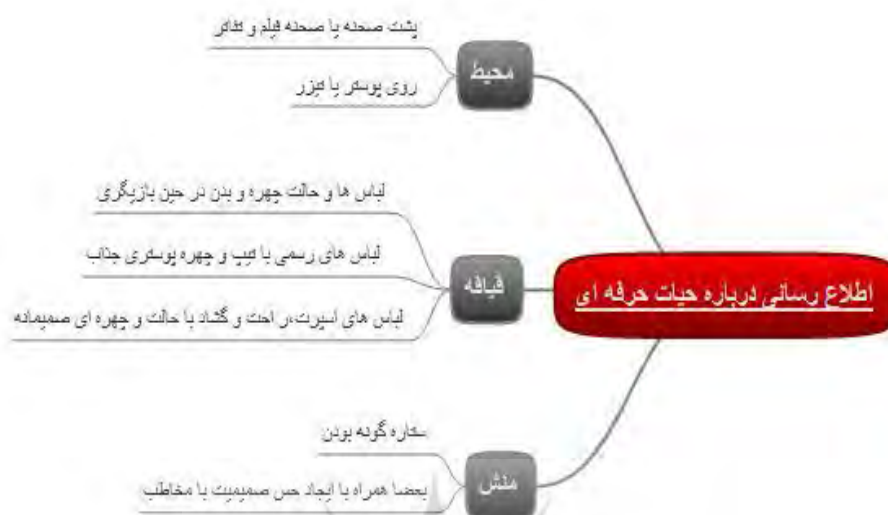 اطلاع رسانی درباره حیات حرفه ای
محیط
پشت صحنه یا صحنه فیلم و تئاتر
روی پوستر یا تیزر
قیافه
لباس ها و حالت چهره و بدن در حین بازیگری
لباس های رسمی با تیپ و چهره پوستری جذاب
لباس های اسپرت،راحت و گشاد با حالت و چهره ای صمیمانه
منش
ستاره گونه بودن
بعضا همراه با ایجاد حس صمیمیت با مخاطب